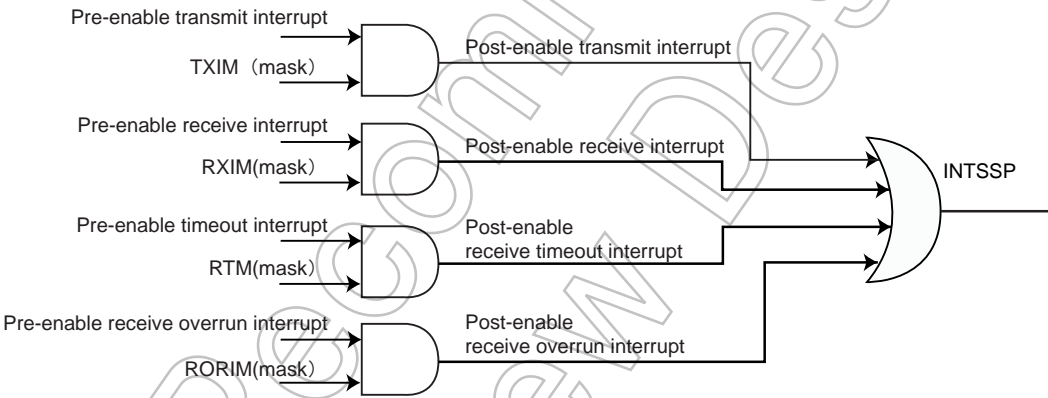 Pre-enable transmit interrupt
TXIM （mask）
Post-enable transmit interrupt
Pre-enable receive interrupt
RXIM(mask）
Post-enable receive interrupt
INTSSP
Pre-enable timeout interrupt
RTM(mask）
Post-enable
receive timeout interrupt
Pre-enable receive overrun interrupt
RORIM(mask）
Post-enable
receive overrun interrupt